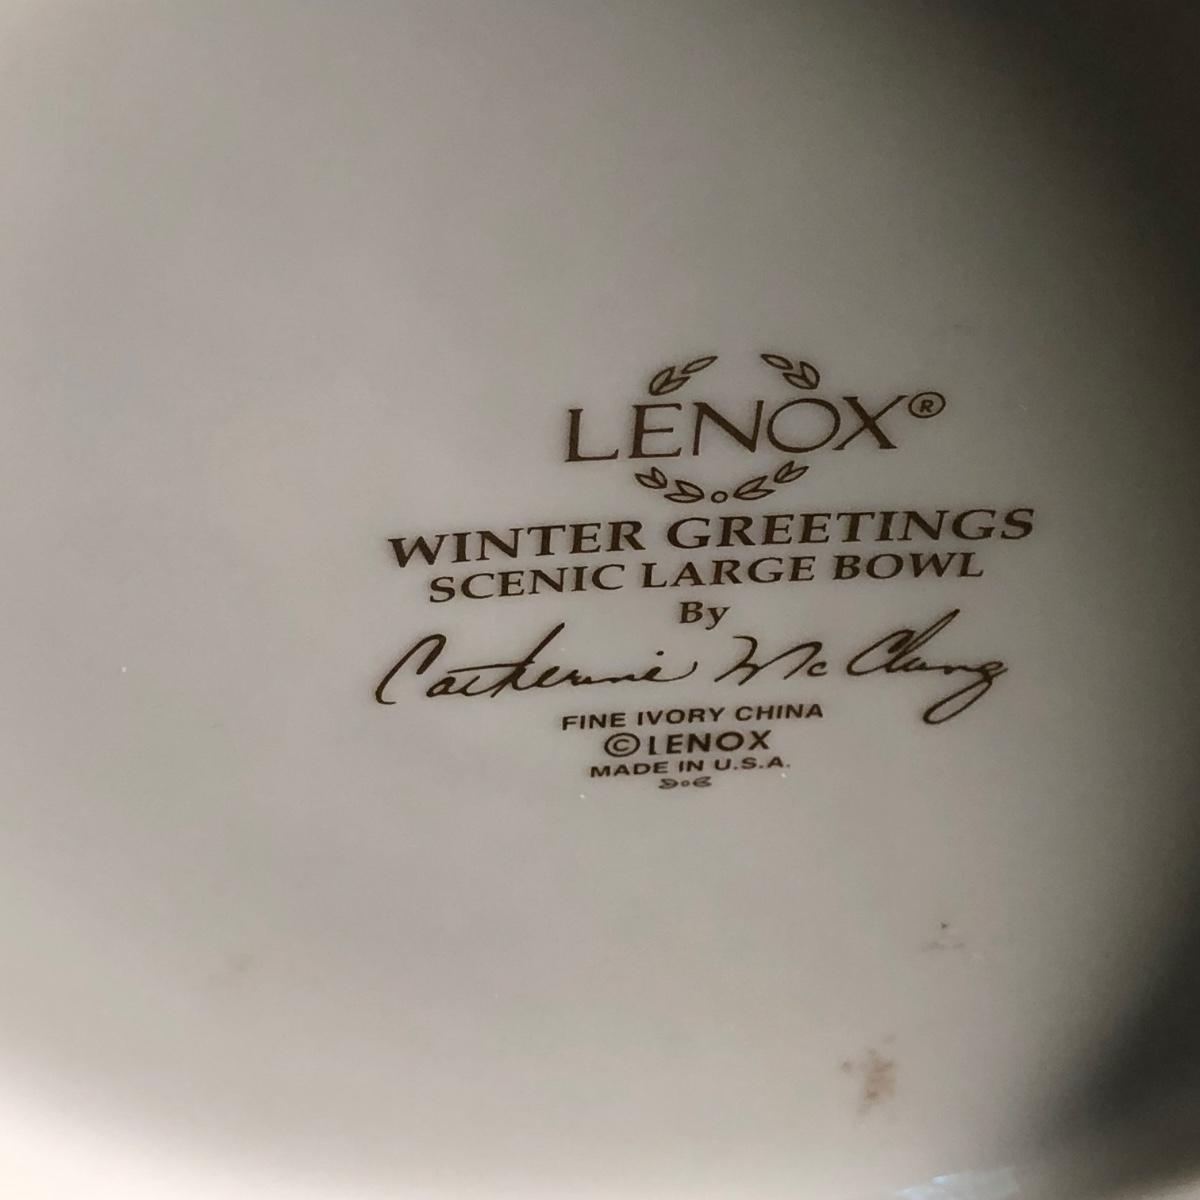 LENOX®
WINTER GREETINGS
SCENIC LARGE BOWL
By
Catherine McClung
FINE IVORY CHINA
© LENOX
MADE IN U.S.A.